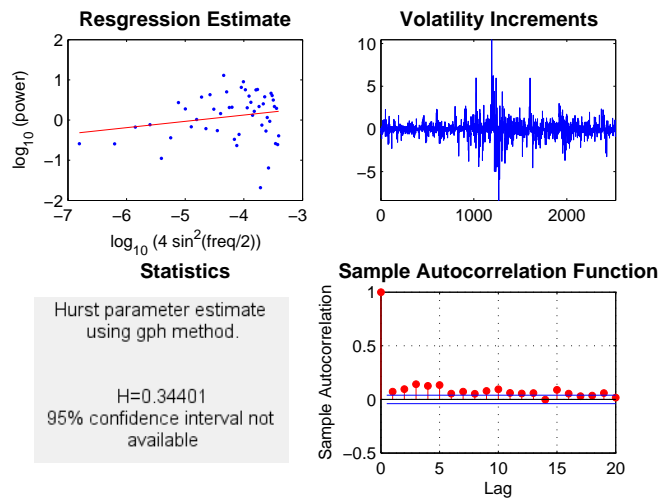 Resgression Estimate
2
1
0
−1
−2
−7
−6
−5
−4
−3
log10 (power)
log10 (4 sin2(freq/2))
Volatility Increments
10
5
0
−5
0
1000
2000
Statistics
Hurst parameter estimate
using gph method.
H=0.34401
95% confidence interval not
available
Sample Autocorrelation Function
1
0.5
0
−0.5
0
5
10
15
20
Sample Autocorrelation
Lag